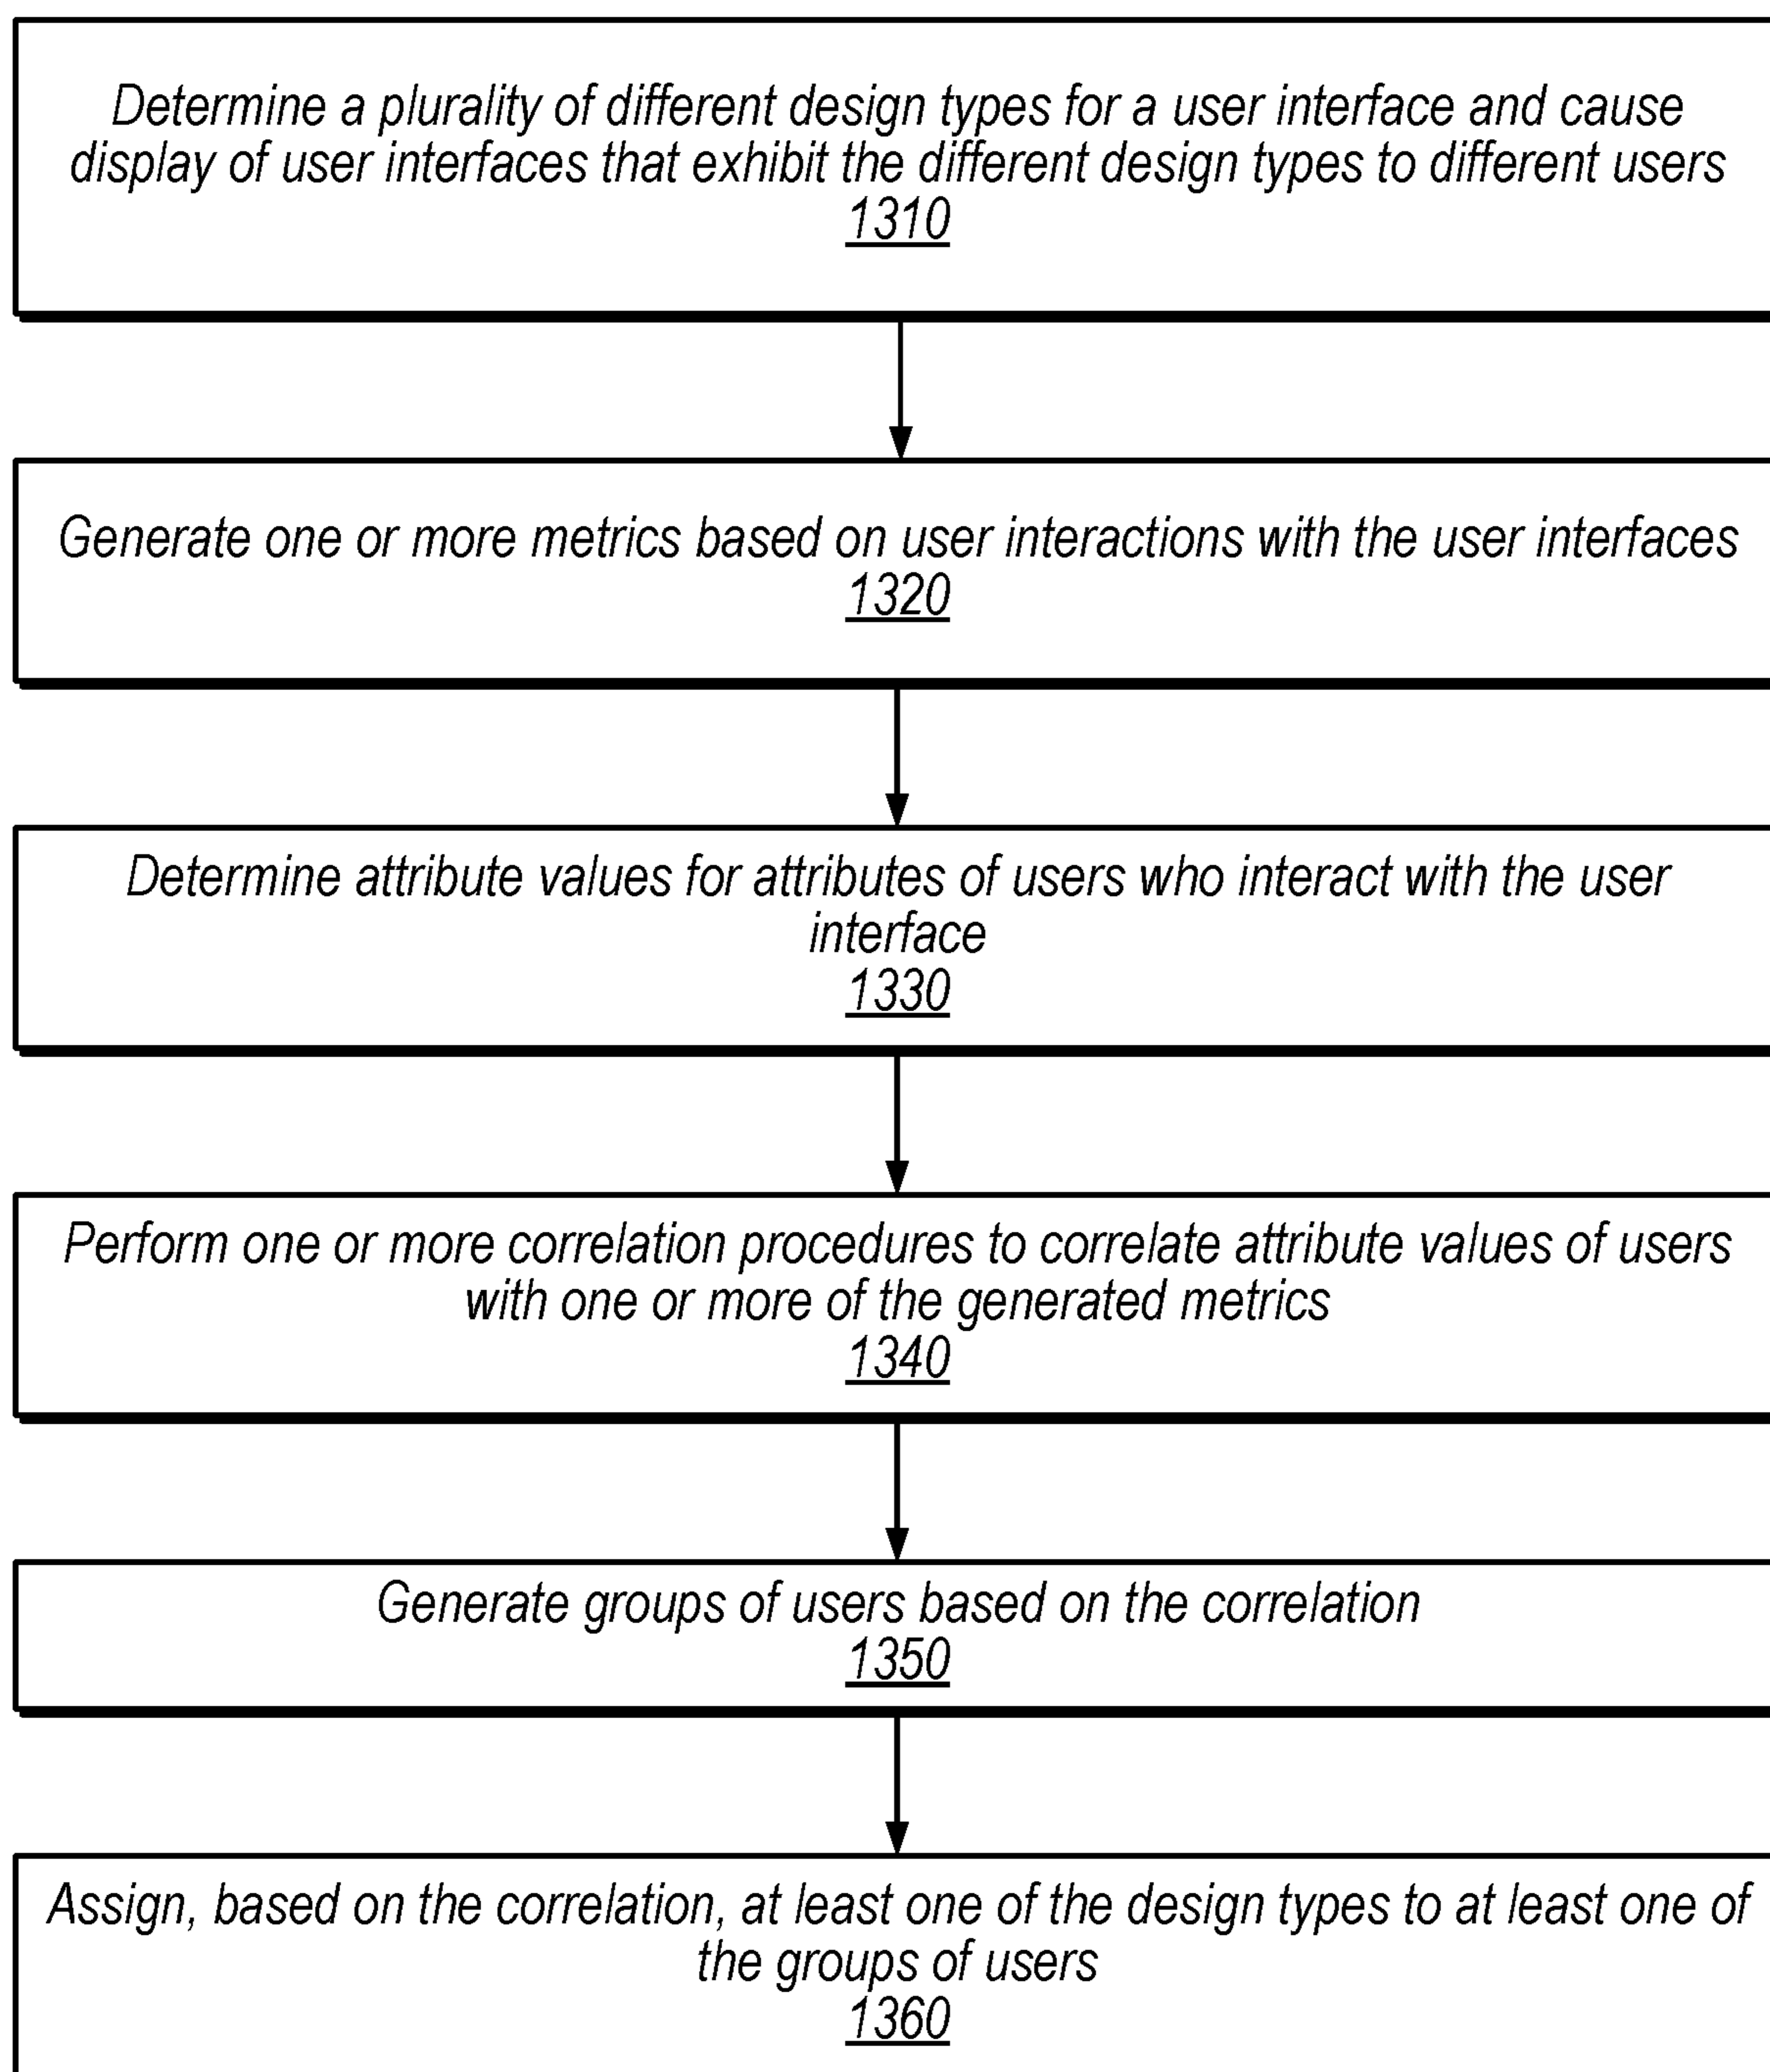 Determine a plurality of different design types for a user interface and cause
display of user interfaces that exhibit the different design types to different users
1310
Generate one or more metrics based on user interactions with the user interfaces
1320
Determine attribute values for attributes of users who interact with the user
interface
1330
Perform one or more correlation procedures to correlate attribute values of users
with one or more of the generated metrics
1340
Generate groups of users based on the correlation
1350
Assign, based on the correlation, at least one of the design types to at least one of
the groups of users
1360